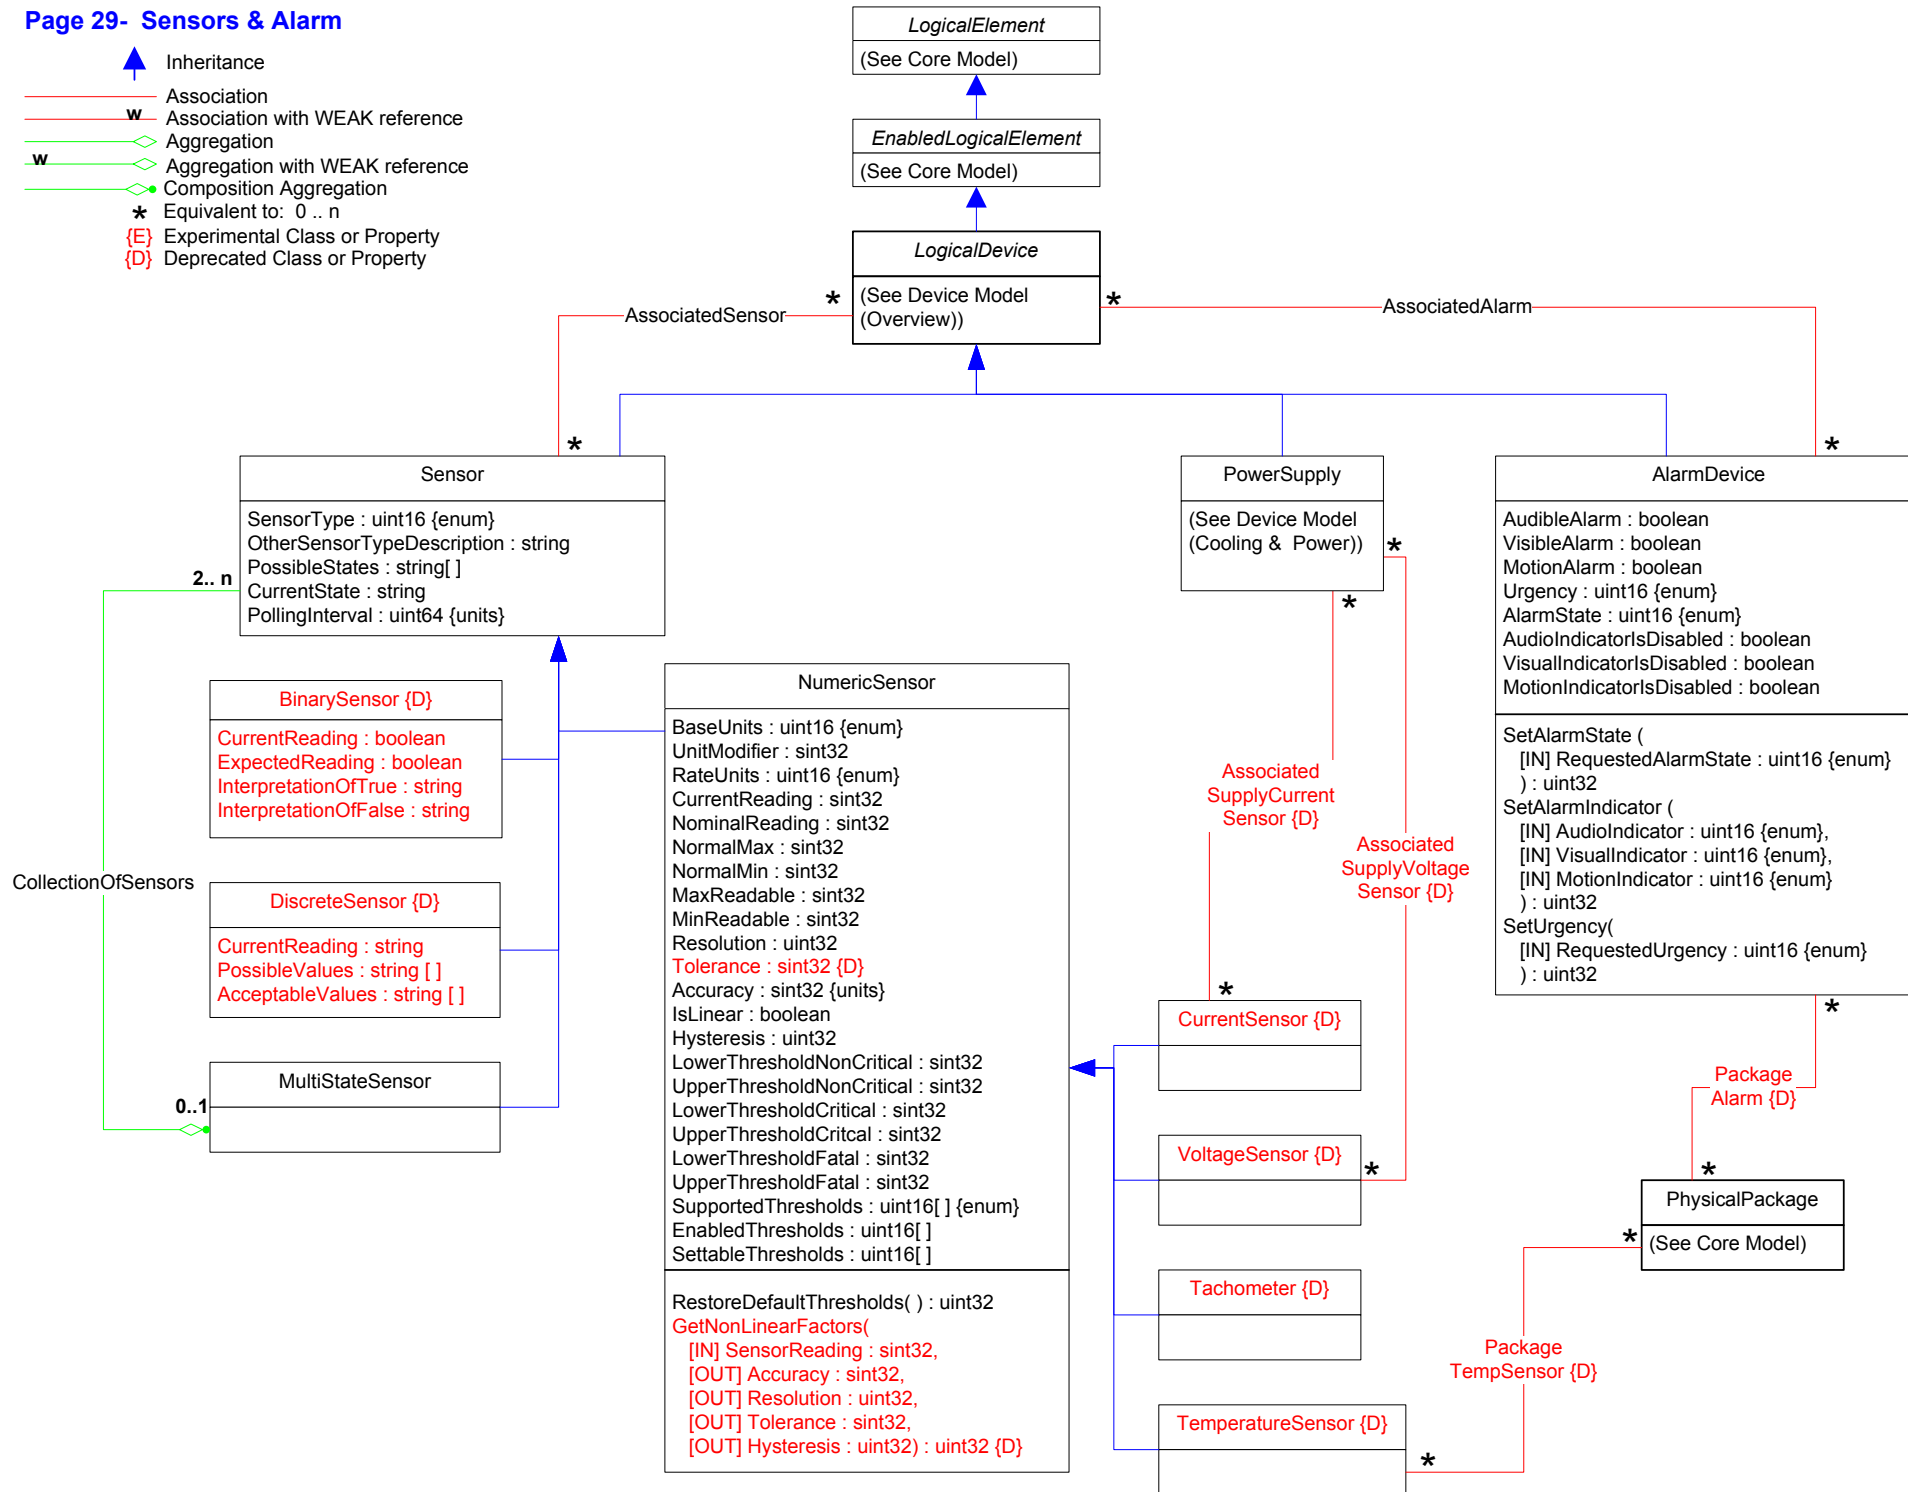 Page 29- Sensors & Alarm
Inheritance
Association
w
Association with WEAK reference
Aggregation
w
Aggregation with WEAK reference
Composition Aggregation
* Equivalent to: 0 .. n
{E} Experimental Class or Property
{D} Deprecated Class or Property
LogicalElement
(See Core Model)
EnabledLogicalElement
(See Core Model)
LogicalDevice
(See Device Model
(Overview))
*
*
AssociatedSensor
AssociatedAlarm
*
*
Sensor
SensorType : uint16 {enum}
OtherSensorTypeDescription : string
PossibleStates : string[ ]
CurrentState : string
PollingInterval : uint64 {units}
2.. n
PowerSupply
(See Device Model
(Cooling & Power))
*
*
AlarmDevice
AudibleAlarm : boolean
VisibleAlarm : boolean
MotionAlarm : boolean
Urgency : uint16 {enum}
AlarmState : uint16 {enum}
AudioIndicatorIsDisabled : boolean
VisualIndicatorIsDisabled : boolean
MotionIndicatorIsDisabled : boolean
SetAlarmState (
[IN] RequestedAlarmState : uint16 {enum}
) : uint32
SetAlarmIndicator (
[IN] AudioIndicator : uint16 {enum},
[IN] VisualIndicator : uint16 {enum},
[IN] MotionIndicator : uint16 {enum}
) : uint32
SetUrgency(
[IN] RequestedUrgency : uint16 {enum}
) : uint32
*
BinarySensor {D}
CurrentReading : boolean
ExpectedReading : boolean
InterpretationOfTrue : string
InterpretationOfFalse : string
CollectionOfSensors
DiscreteSensor {D}
CurrentReading : string
PossibleValues : string [ ]
AcceptableValues : string [ ]
MultiStateSensor
0..1
NumericSensor
BaseUnits : uint16 {enum}
UnitModifier : sint32
RateUnits : uint16 {enum}
CurrentReading : sint32
NominalReading : sint32
NormalMax : sint32
NormalMin : sint32
MaxReadable : sint32
MinReadable : sint32
Resolution : uint32
Tolerance : sint32 {D}
Accuracy : sint32 {units}
IsLinear : boolean
Hysteresis : uint32
LowerThresholdNonCritical : sint32
UpperThresholdNonCritical : sint32
LowerThresholdCritical : sint32
UpperThresholdCritcal : sint32
LowerThresholdFatal : sint32
UpperThresholdFatal : sint32
SupportedThresholds : uint16[ ] {enum}
EnabledThresholds : uint16[ ]
SettableThresholds : uint16[ ]
RestoreDefaultThresholds( ) : uint32
GetNonLinearFactors(
[IN] SensorReading : sint32,
[OUT] Accuracy : sint32,
[OUT] Resolution : uint32,
[OUT] Tolerance : sint32,
[OUT] Hysteresis : uint32) : uint32 {D}
Associated
SupplyCurrent
Sensor {D}
Associated
SupplyVoltage
Sensor {D}
*
CurrentSensor {D}
VoltageSensor {D}
*
Tachometer {D}
TemperatureSensor {D}
*
Package
Alarm {D}
*
PhysicalPackage
(See Core Model)
*
Package
TempSensor {D}